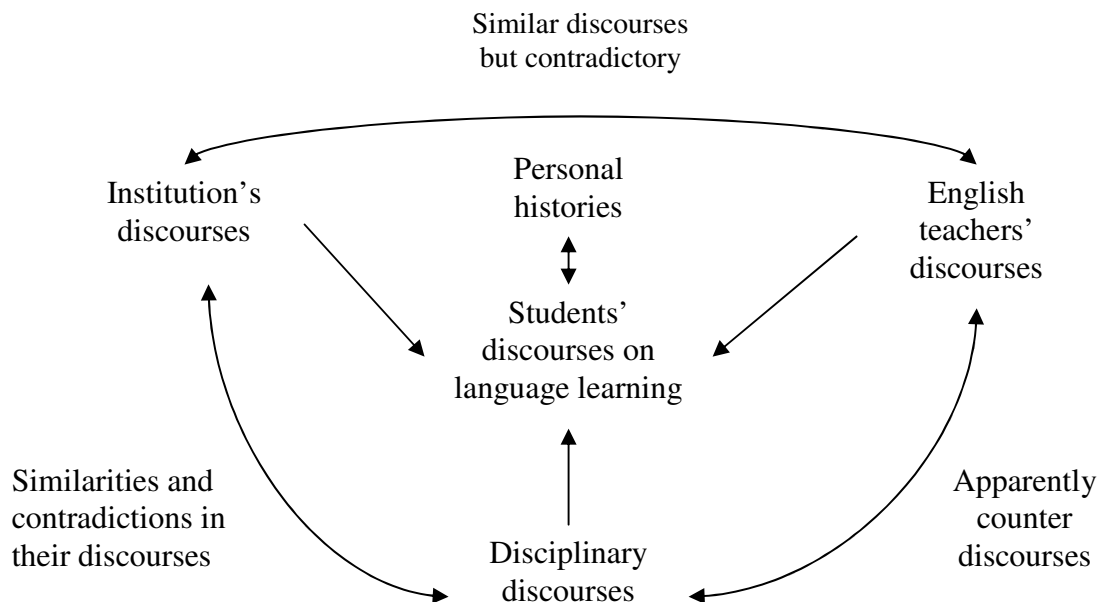 Similar discourses
but contradictory
Institution’s
discourses
Personal
histories
English
teachers’
discourses
Students’
discourses on
language learning
Similarities and
contradictions in
their discourses
Apparently
counter
discourses
Disciplinary
discourses